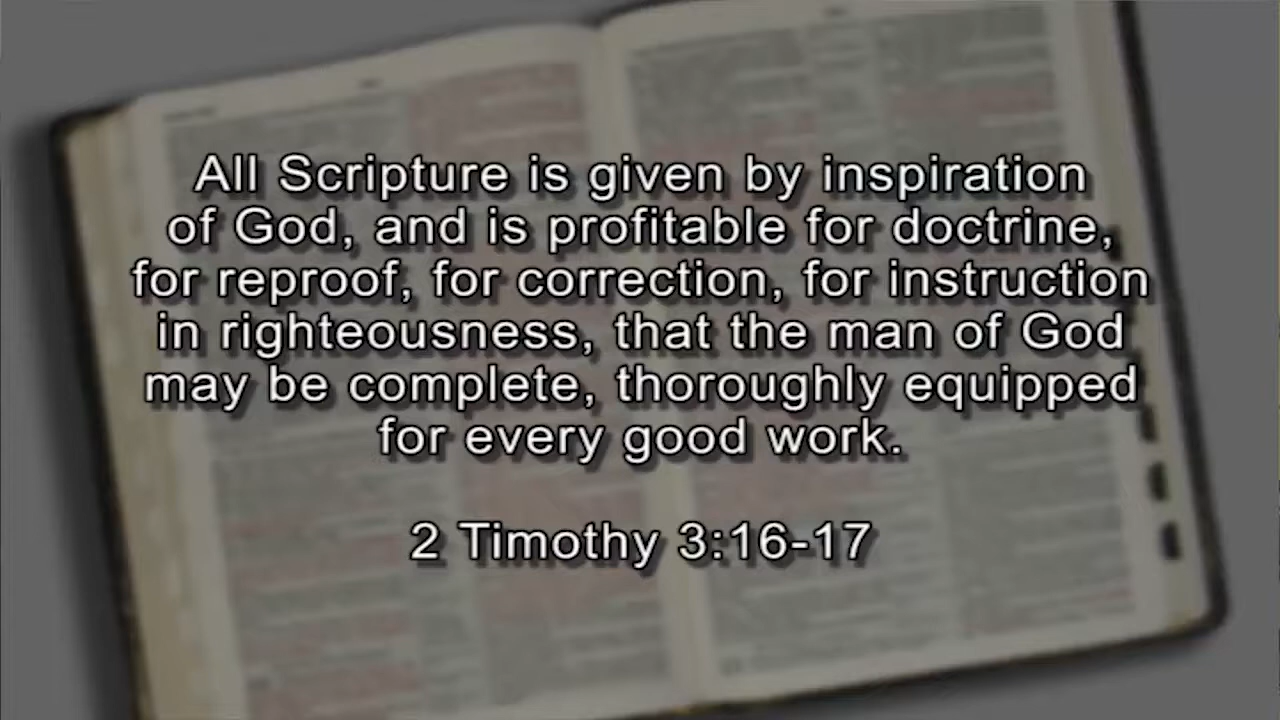 All Scripture is given by inspiration
of God, and is profitable for doctrine,
for reproof, for correction, for instruction
in righteousness, that the man of God
may be complete, thoroughly equipped
for every good work.
2 Timothy 3:16-17